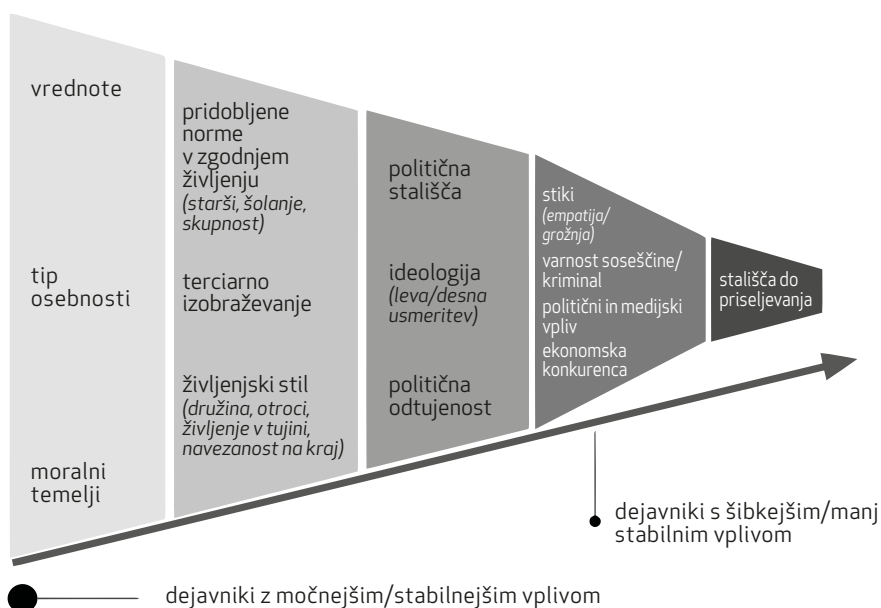 vrednote
tip
osebnosti
moralni
temelji
pridobljene
norme
v zgodnjem
življenju
(starši, šolanje,
skupnost)
terciarno
izobraževanje
življenjski stil
(družina, otroci,
življenje v tujini,
navezanost na kraj)
politična
stališča
ideologija
(leva/desna
usmeritev)
politična
odtujenost
stiki
(empatija/
grožnja)
varnost soseščine/
kriminal
politični in medijski
vpliv
ekonomska
konkurenca
stališča do
priseljevanja
dejavniki s šibkejšim/manj
stabilnim vplivom
dejavniki z močnejšim/stabilnejšim vplivom